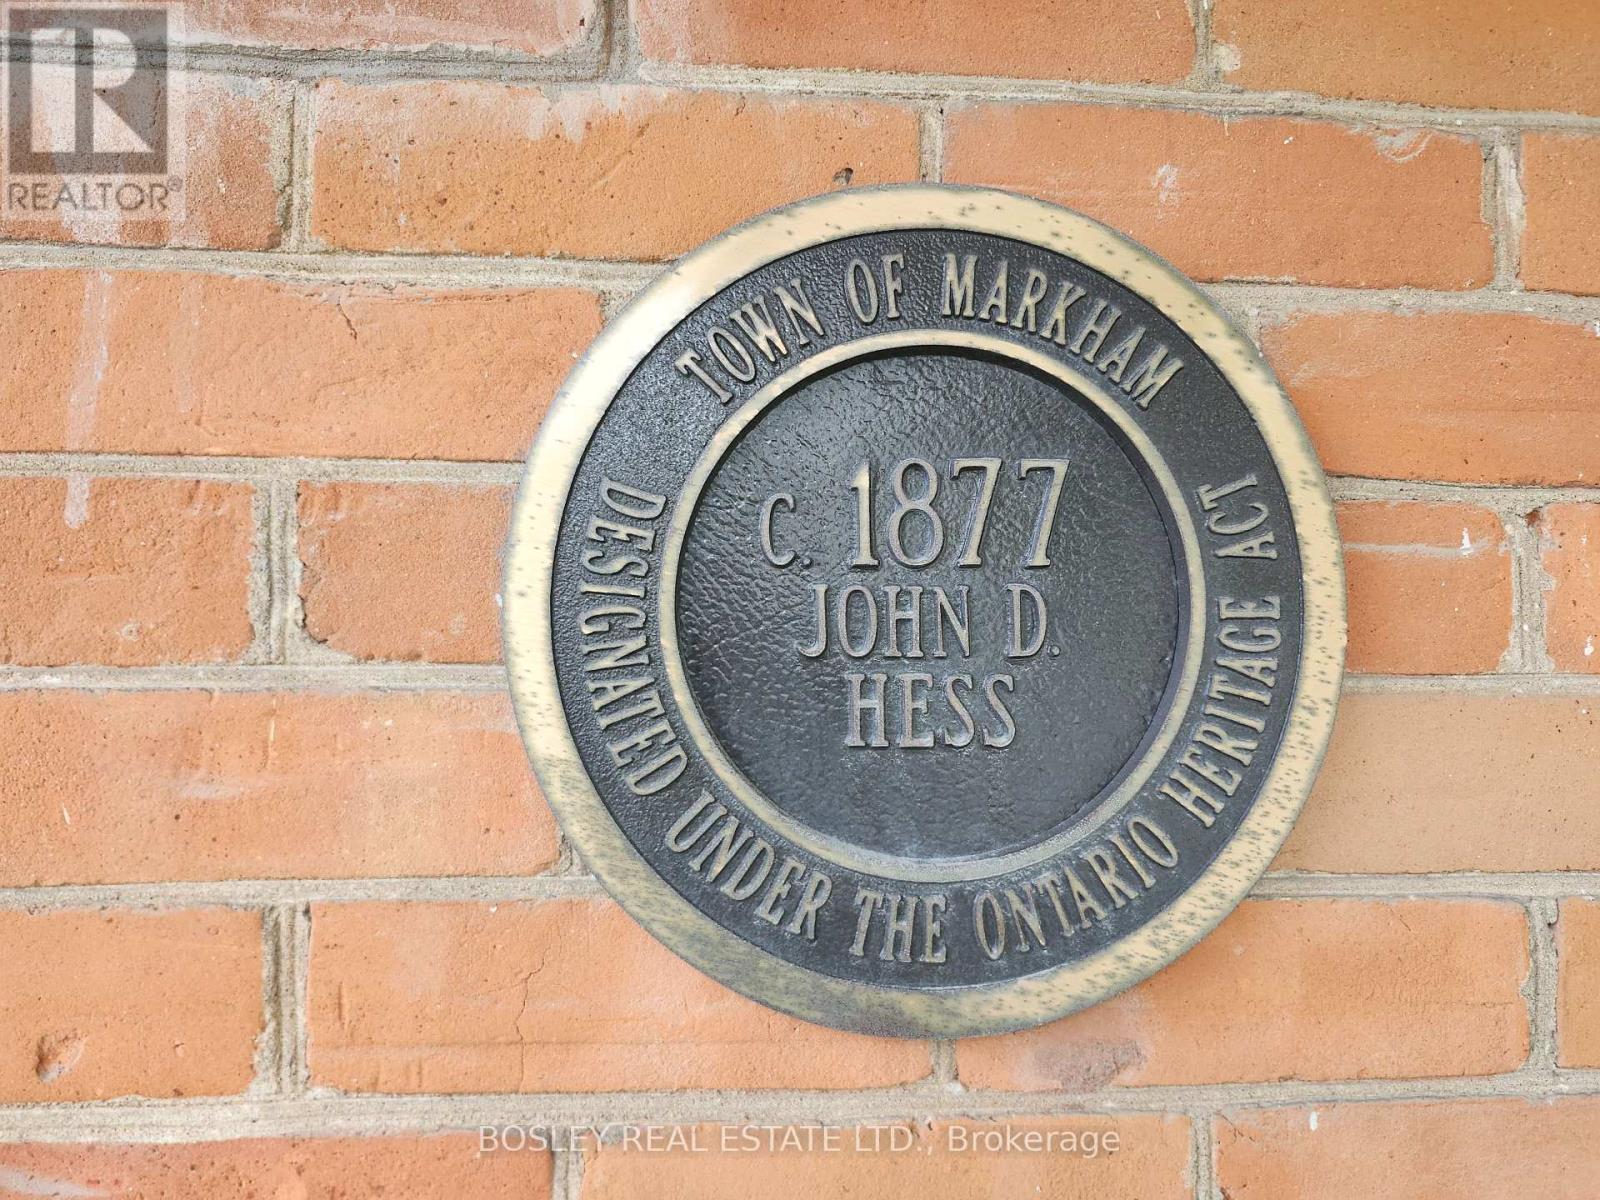 REALTOR®
TOWN OF MARKHAM
C. 1877
JOHN D.
HESS
DESIGNATED UNDER THE ONTARIO HERITAGE ACT
BOSLEY REAL ESTATE LTD., Brokerage